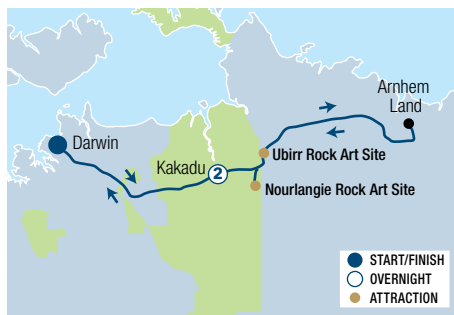 Arnhem
Land
Darwin
Ubirr Rock Art Site
Kakadu
2
Nourlangie Rock Art Site
START/FINISH
OVERNIGHT
ATTRACTION